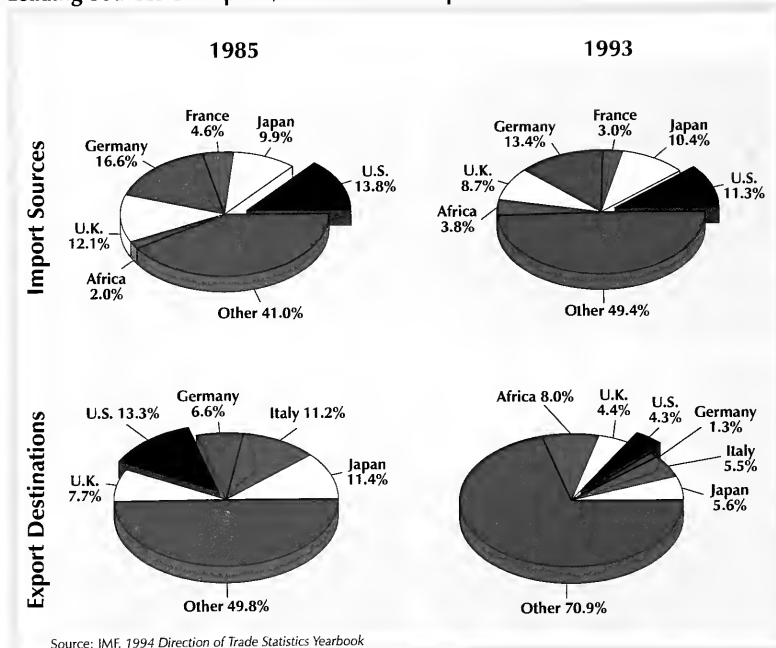 1985
1993
Import Sources
France
4.6%
Japan
9.9%
Germany
16.6%
U.S.
13.8%
U.K.
12.1%
Africa
2.0%
Other 41.0%
France
3.0%
Japan
10.4%
Germany
13.4%
U.K.
8.7%
U.S.
11.3%
Africa
3.8%
Other 49.4%
Export Destinations
Germany
6.6%
U.S. 13.3%
Italy 11.2%
Japan
11.4%
U.K.
7.7%
Other 49.8%
Africa 8.0%
U.K.
4.4%
U.S.
4.3%
Germany
1.3%
Italy
5.5%
Japan
5.6%
Other 70.9%
Source: IMF, 1994 Direction of Trade Statistics Yearbook